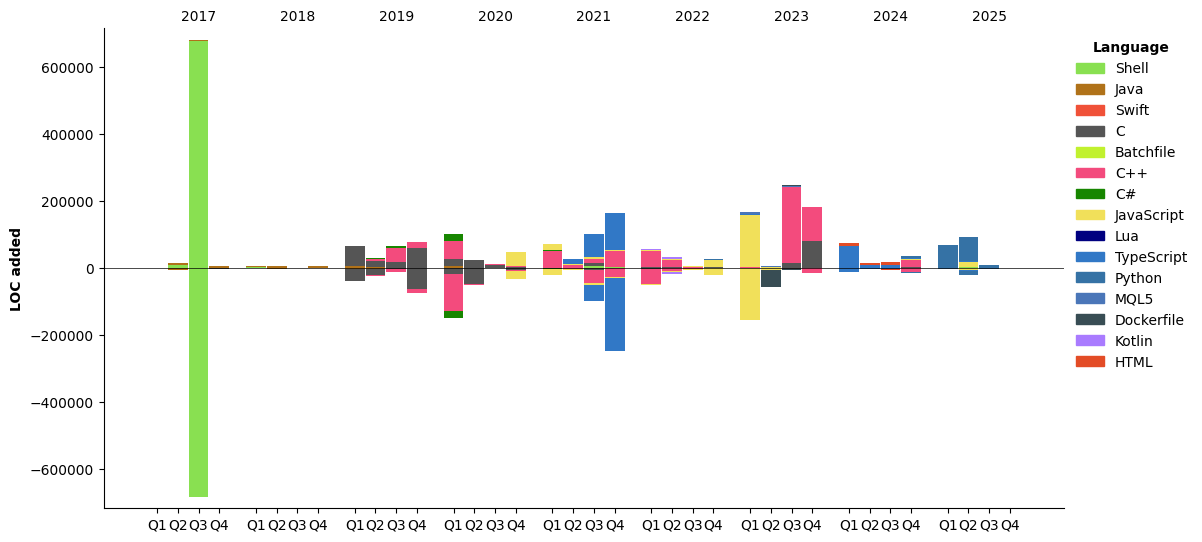 2017 2018 2019 2020 2021 2022 2023 2024 2025
LOC added
600000
400000
200000
0
−200000
−400000
−600000
Q1 Q2 Q3 Q4 Q1 Q2 Q3 Q4 Q1 Q2 Q3 Q4 Q1 Q2 Q3 Q4 Q1 Q2 Q3 Q4 Q1 Q2 Q3 Q4 Q1 Q2 Q3 Q4 Q1 Q2 Q3 Q4 Q1 Q2 Q3 Q4
Language
Shell
Java
Swift
C
Batchfile
C++
C#
JavaScript
Lua
TypeScript
Python
MQL5
Dockerfile
Kotlin
HTML